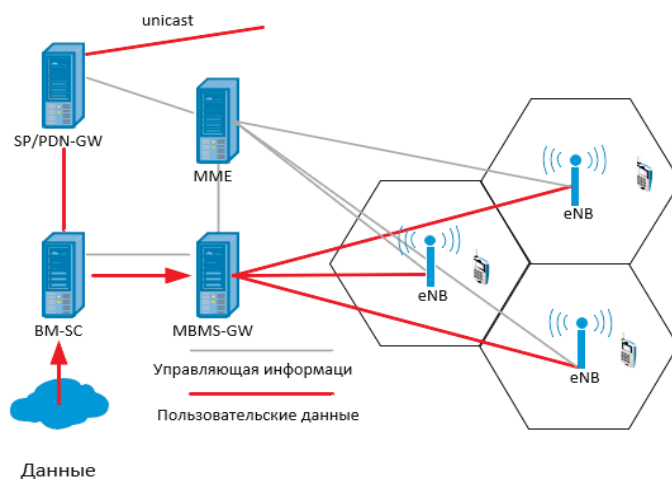 unicast
SP/PDN-GW
MME
eNB
eNB
BM-SC
MBMS-GW
eNB
Управляющая информаци
Пользовательские данные
Данные